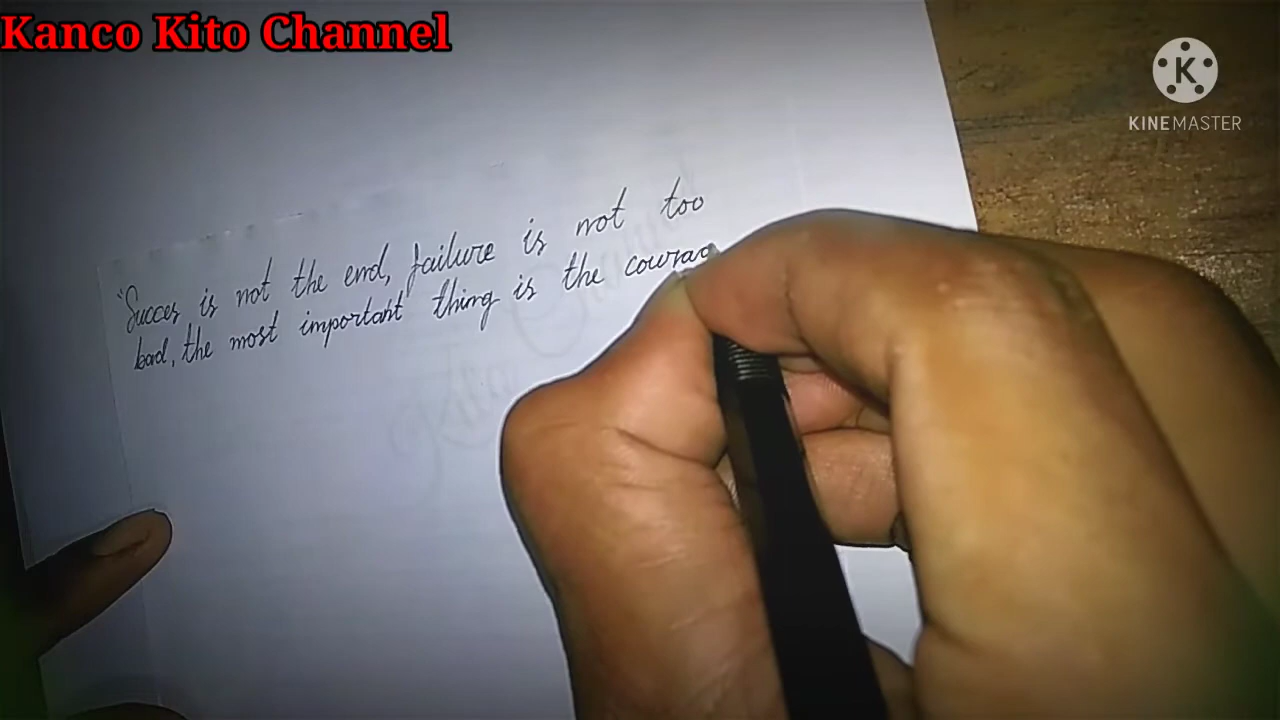 Kanco Kito Channel
K
KINEMASTER
"Succes is not the end, failure is not too
bad, the most important thing is the courag